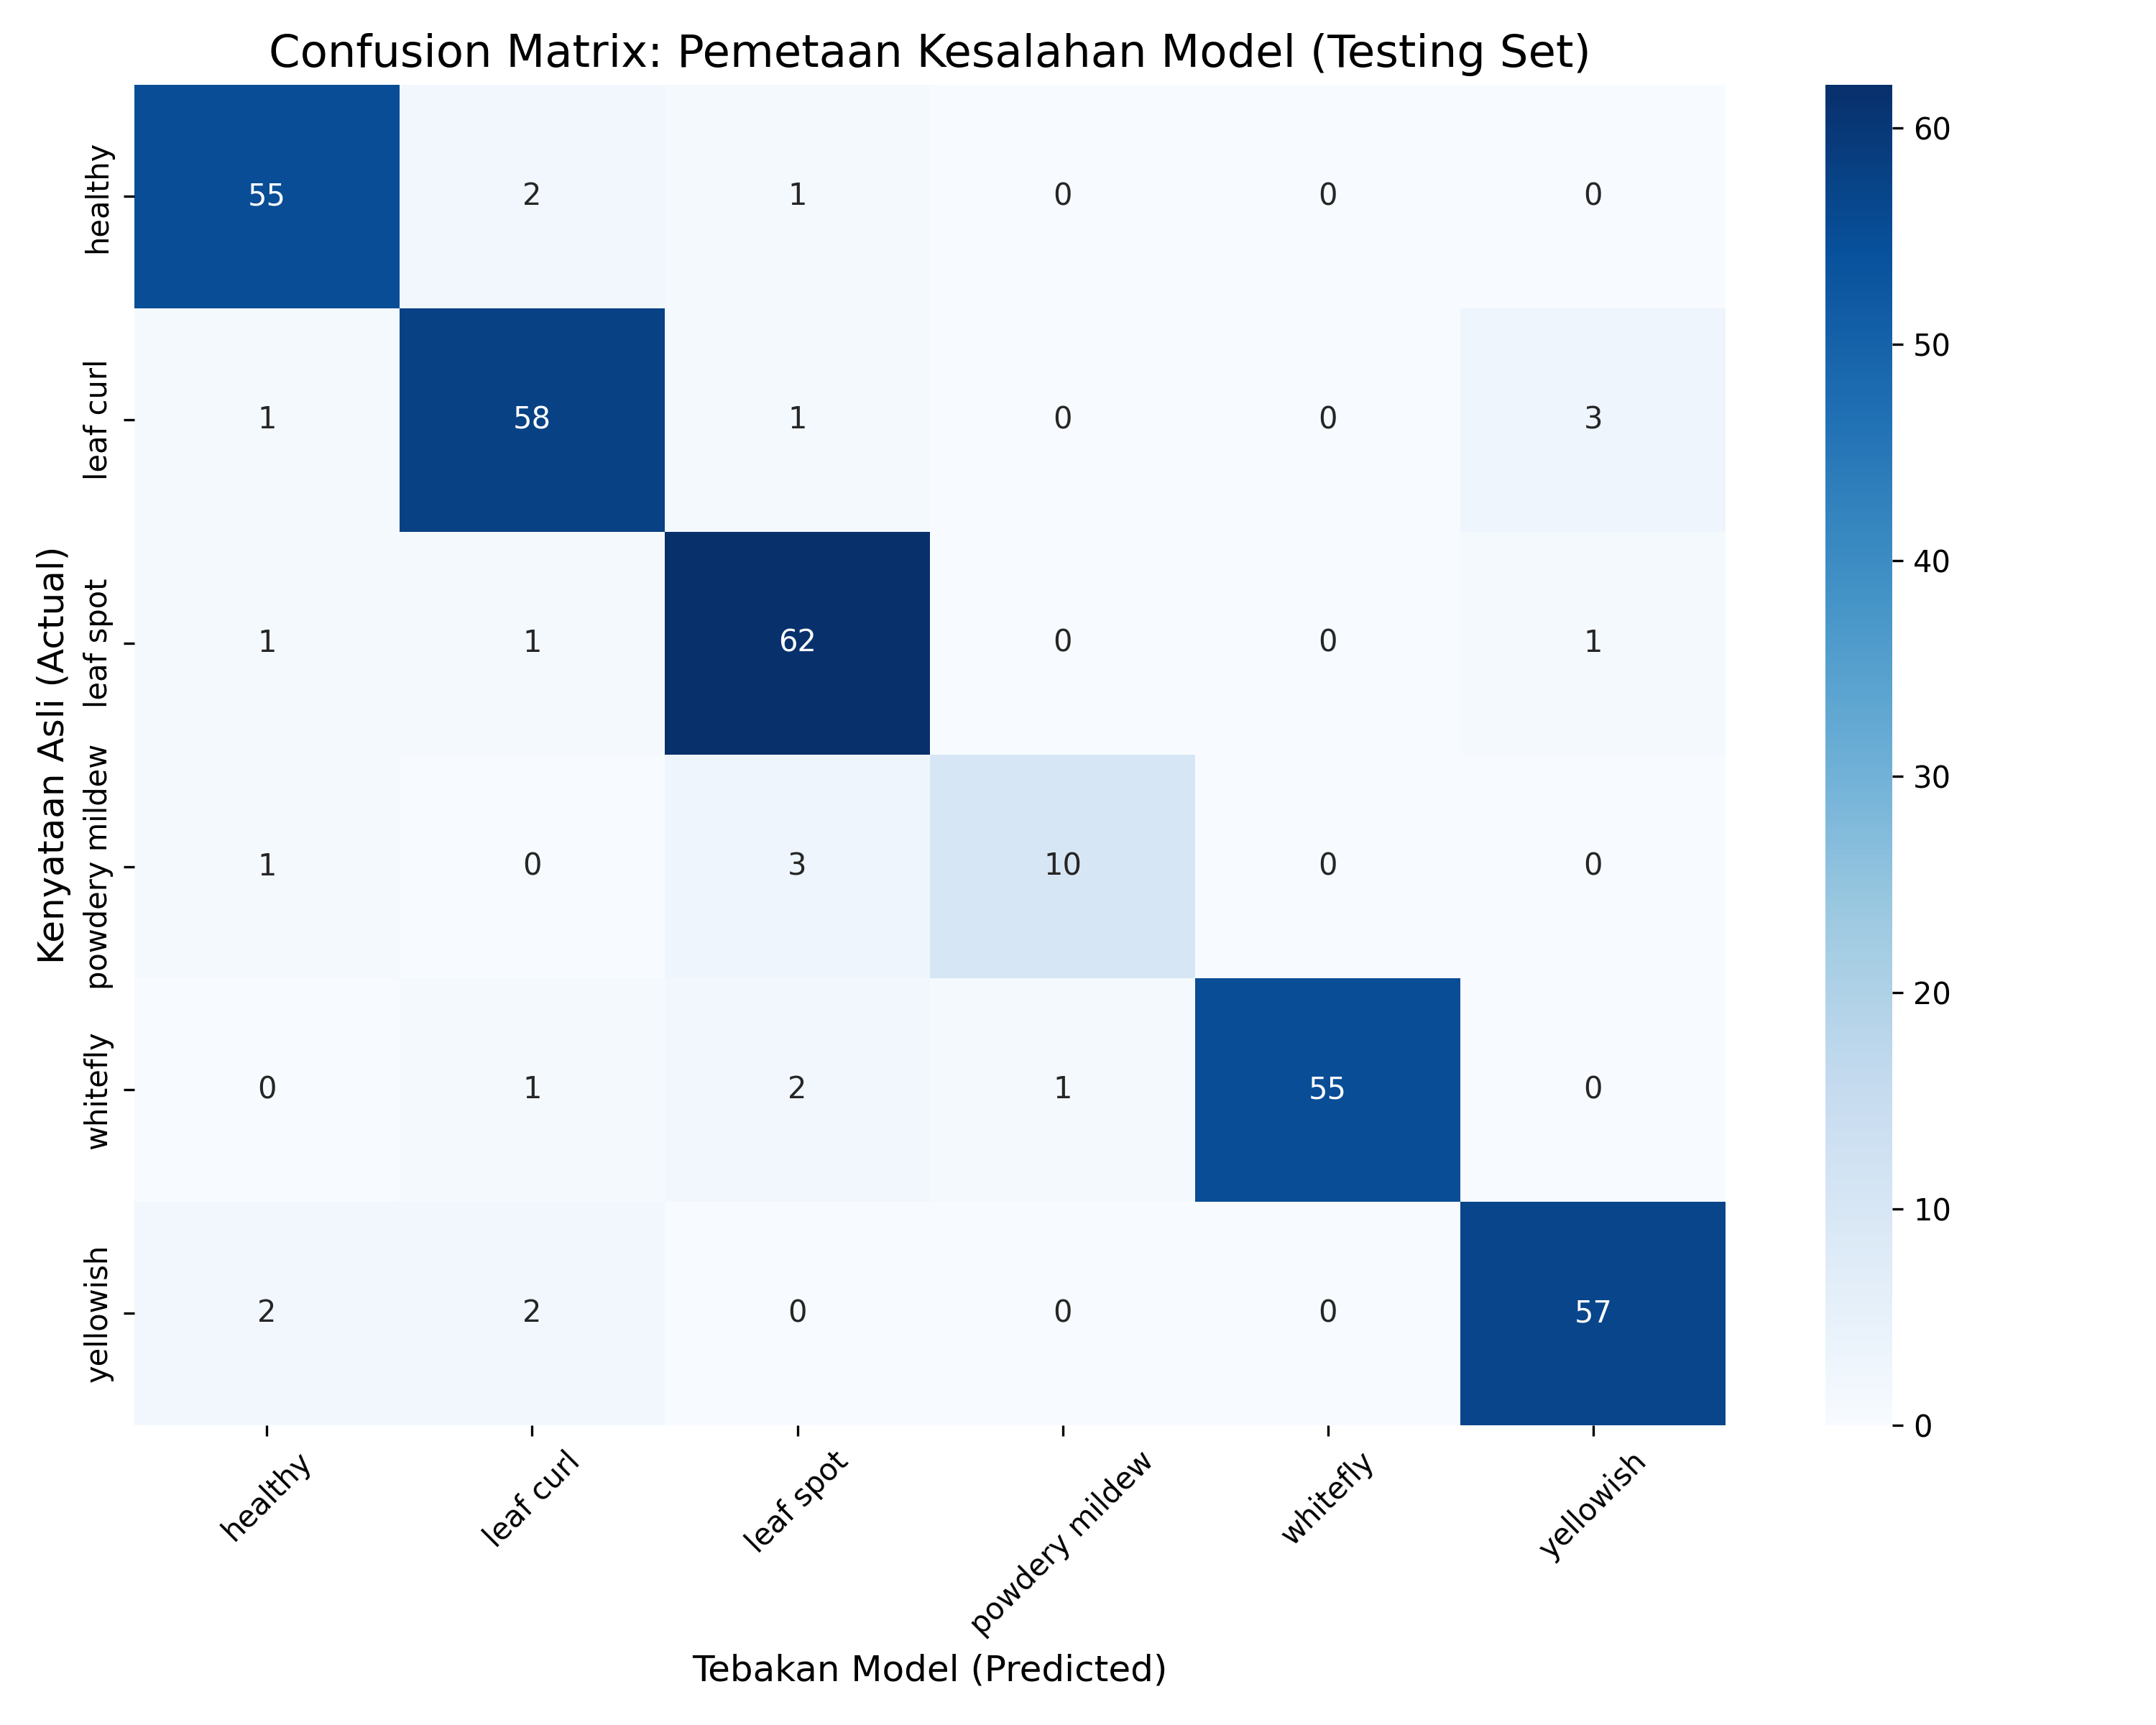 Confusion Matrix: Pemetaan Kesalahan Model (Testing Set)
Kenyataan Asli (Actual)
healthy 55 2 1 0 0 0
leaf curl 1 58 1 0 0 3
leaf spot 1 1 62 0 0 1
powdery mildew 1 0 3 10 0 0
whitefly 0 1 2 1 55 0
yellowish 2 2 0 0 0 57
healthy leaf curl leaf spot powdery mildew whitefly yellowish
Tebakan Model (Predicted)
60
50
40
30
20
10
0